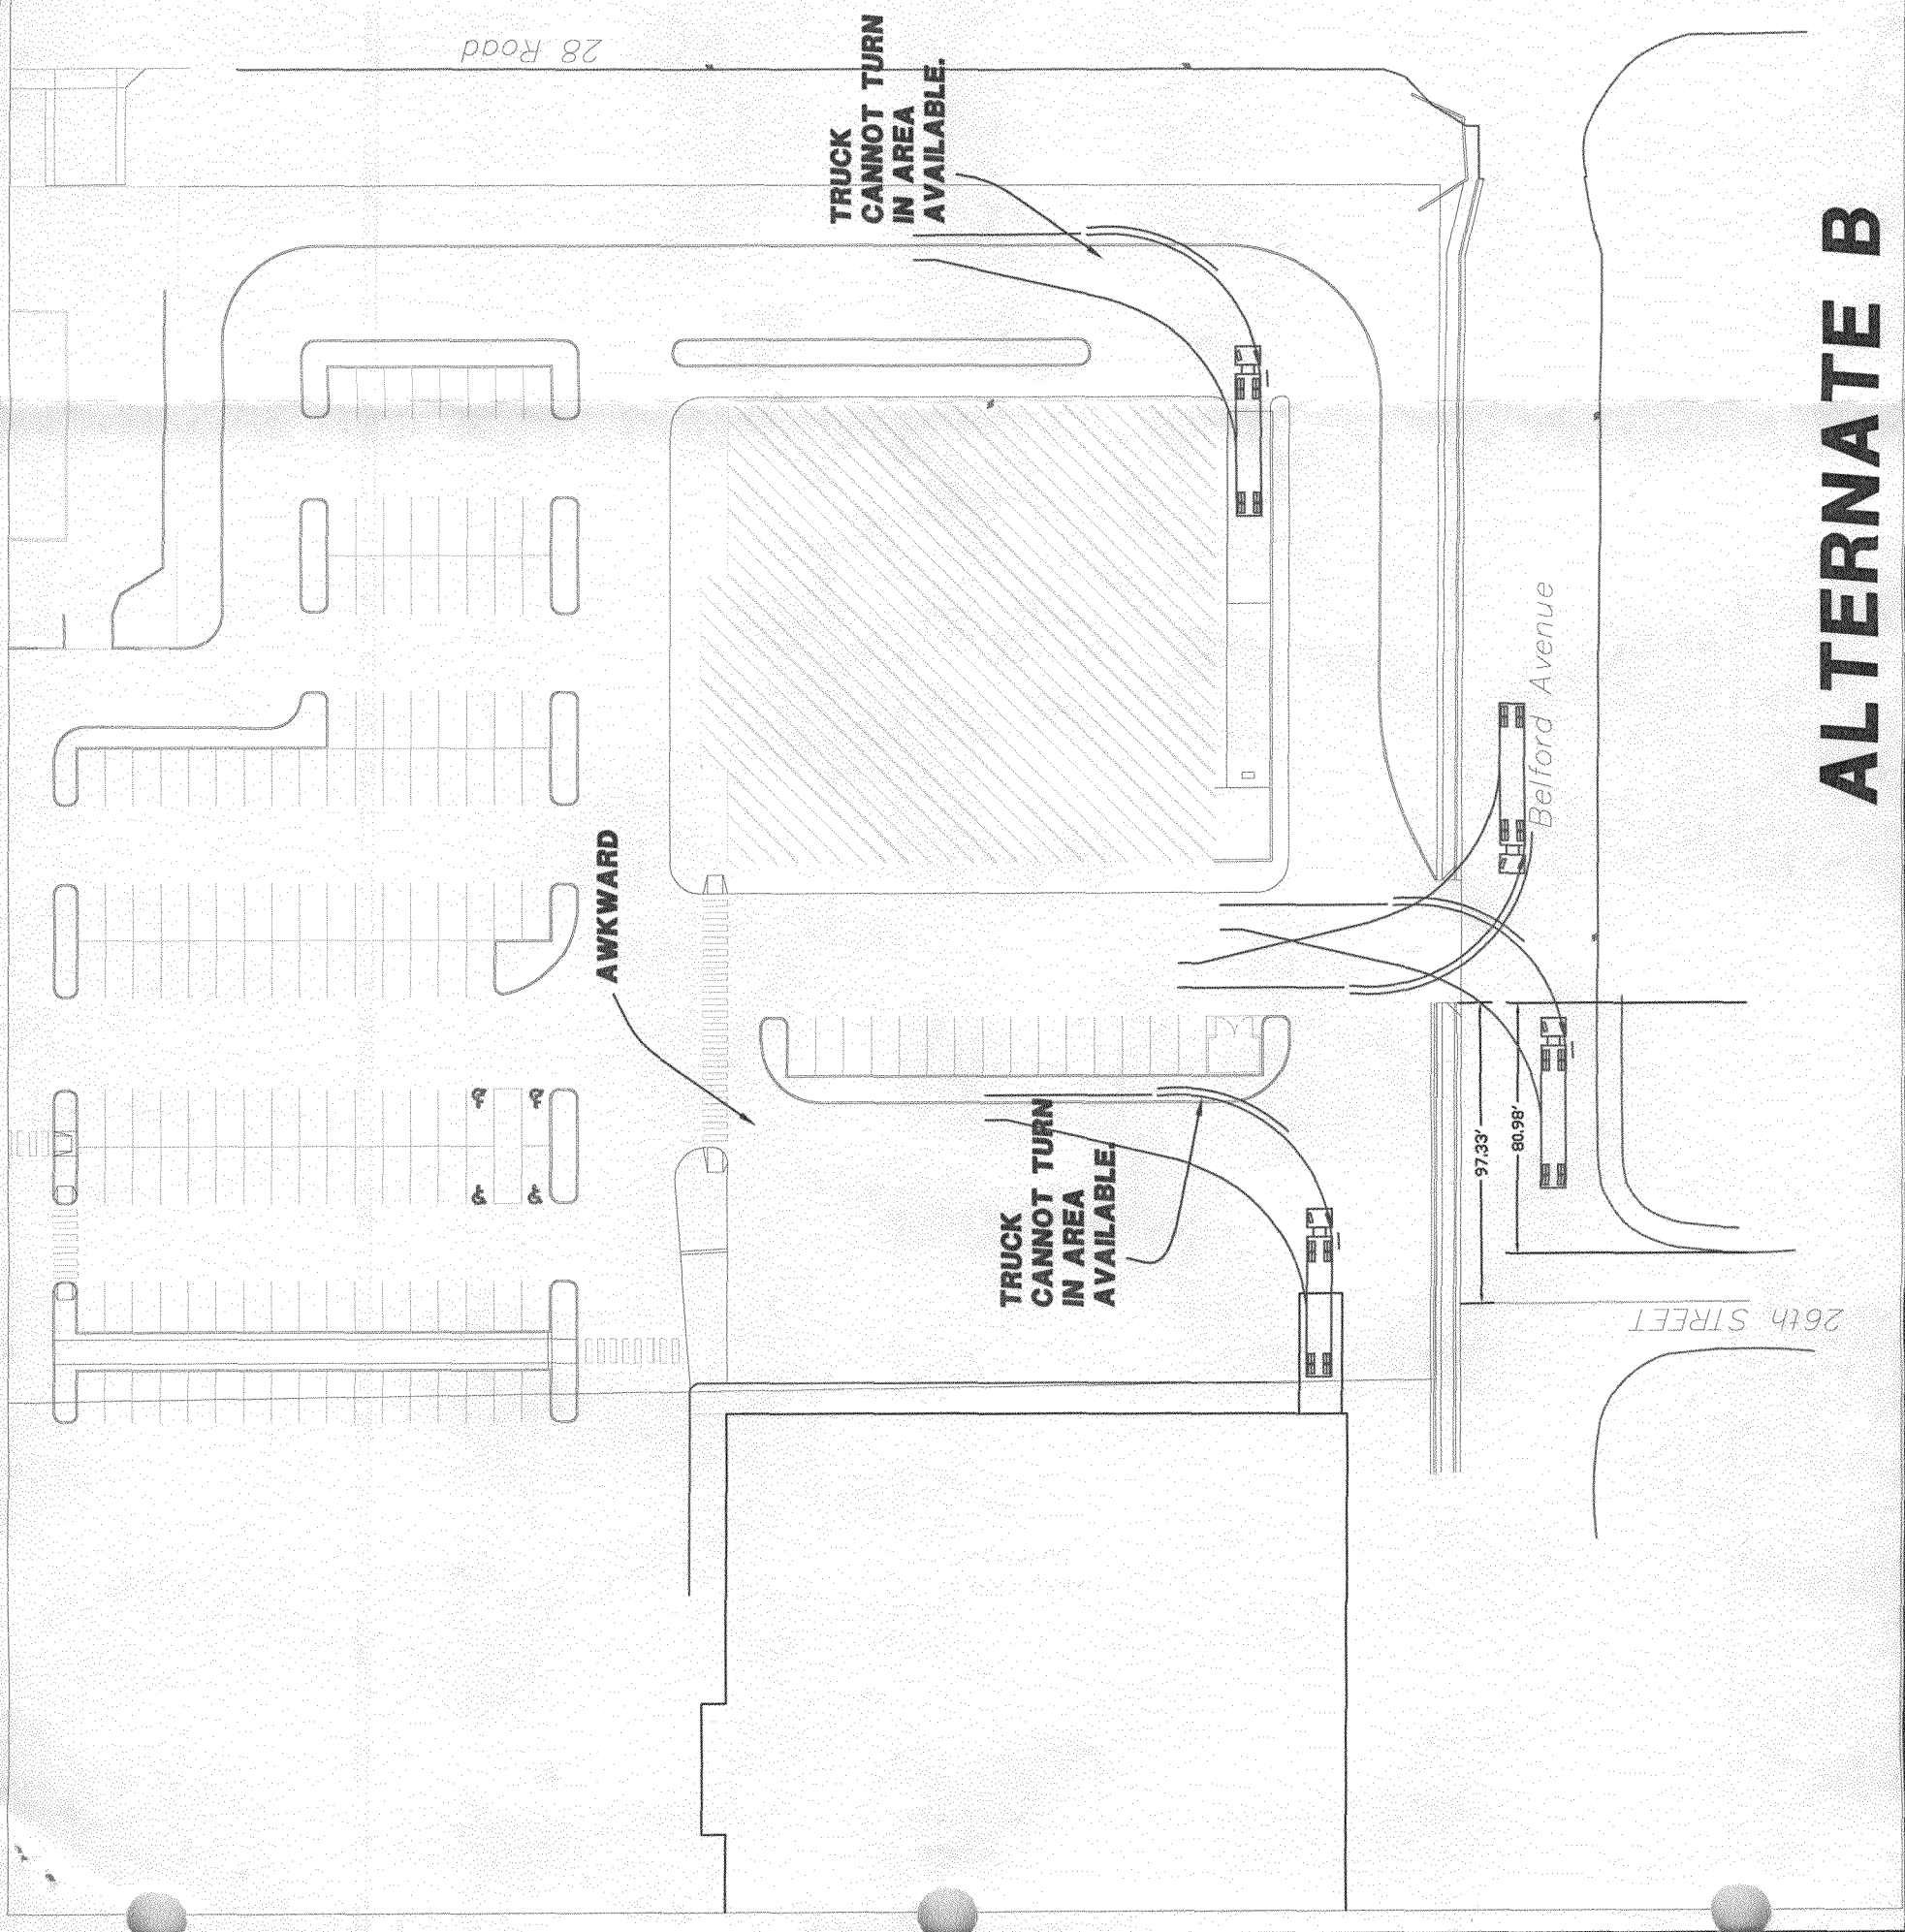 28 Road
TRUCK
CANNOT TURN
IN AREA
AVAILABLE.
AWKWARD
TRUCK
CANNOT TURN
IN AREA
AVAILABLE.
Belford Avenue
97.33'
80.98'
26th STREET
ALTERNATE B